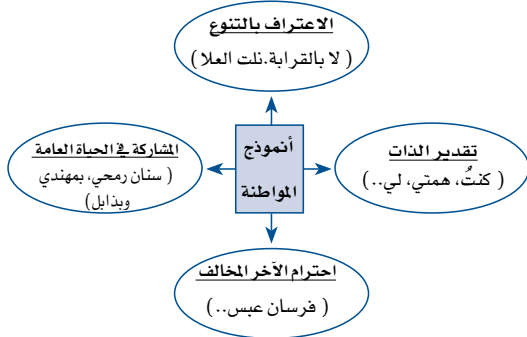 الاعتراف بالتنوع
( لا بالقرابة.نلت العلا )
أنموذج
المواطنة
تقدير الذات
( كنتُ، همتي، لي.. )
المشاركة في الحياة العامة
( سنان رمحي، بمهندي
وبذابل)
احترام الآخر المخالف
( فرسان عبس.. )